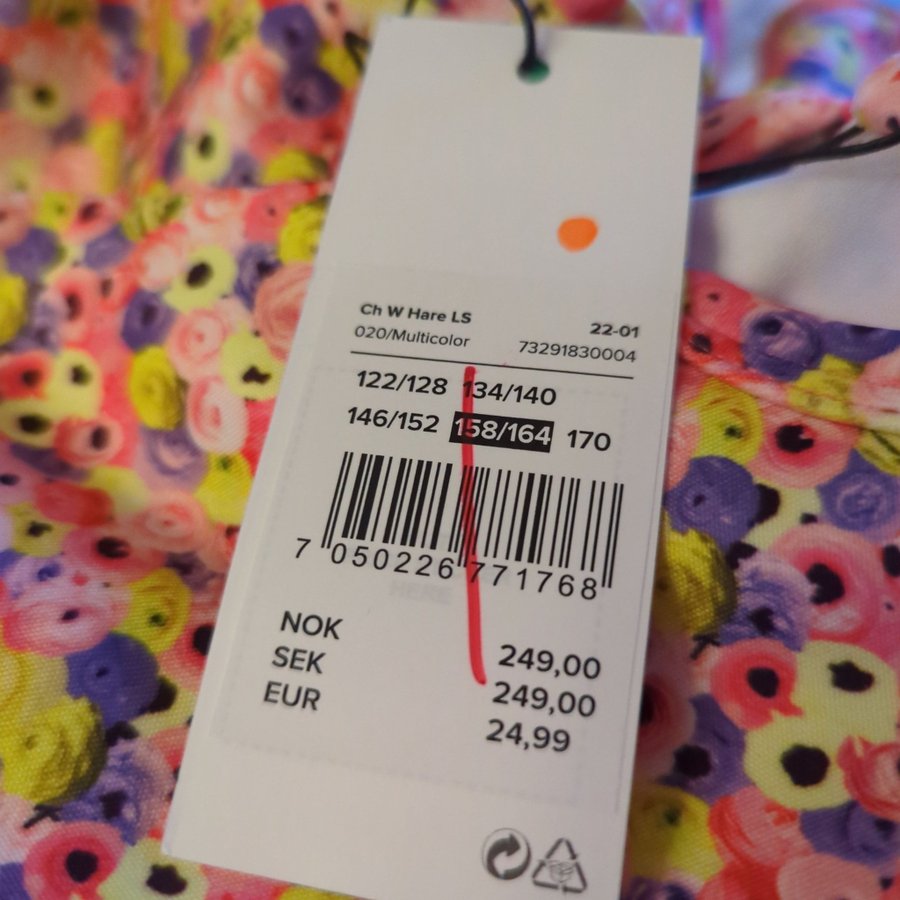 Ch W Hare LS 22-01
020/Multicolor 73291830004
122/128 134/140
146/152 158/164 170
7 050226 771768
NOK 249,00
SEK 249,00
EUR 24,99